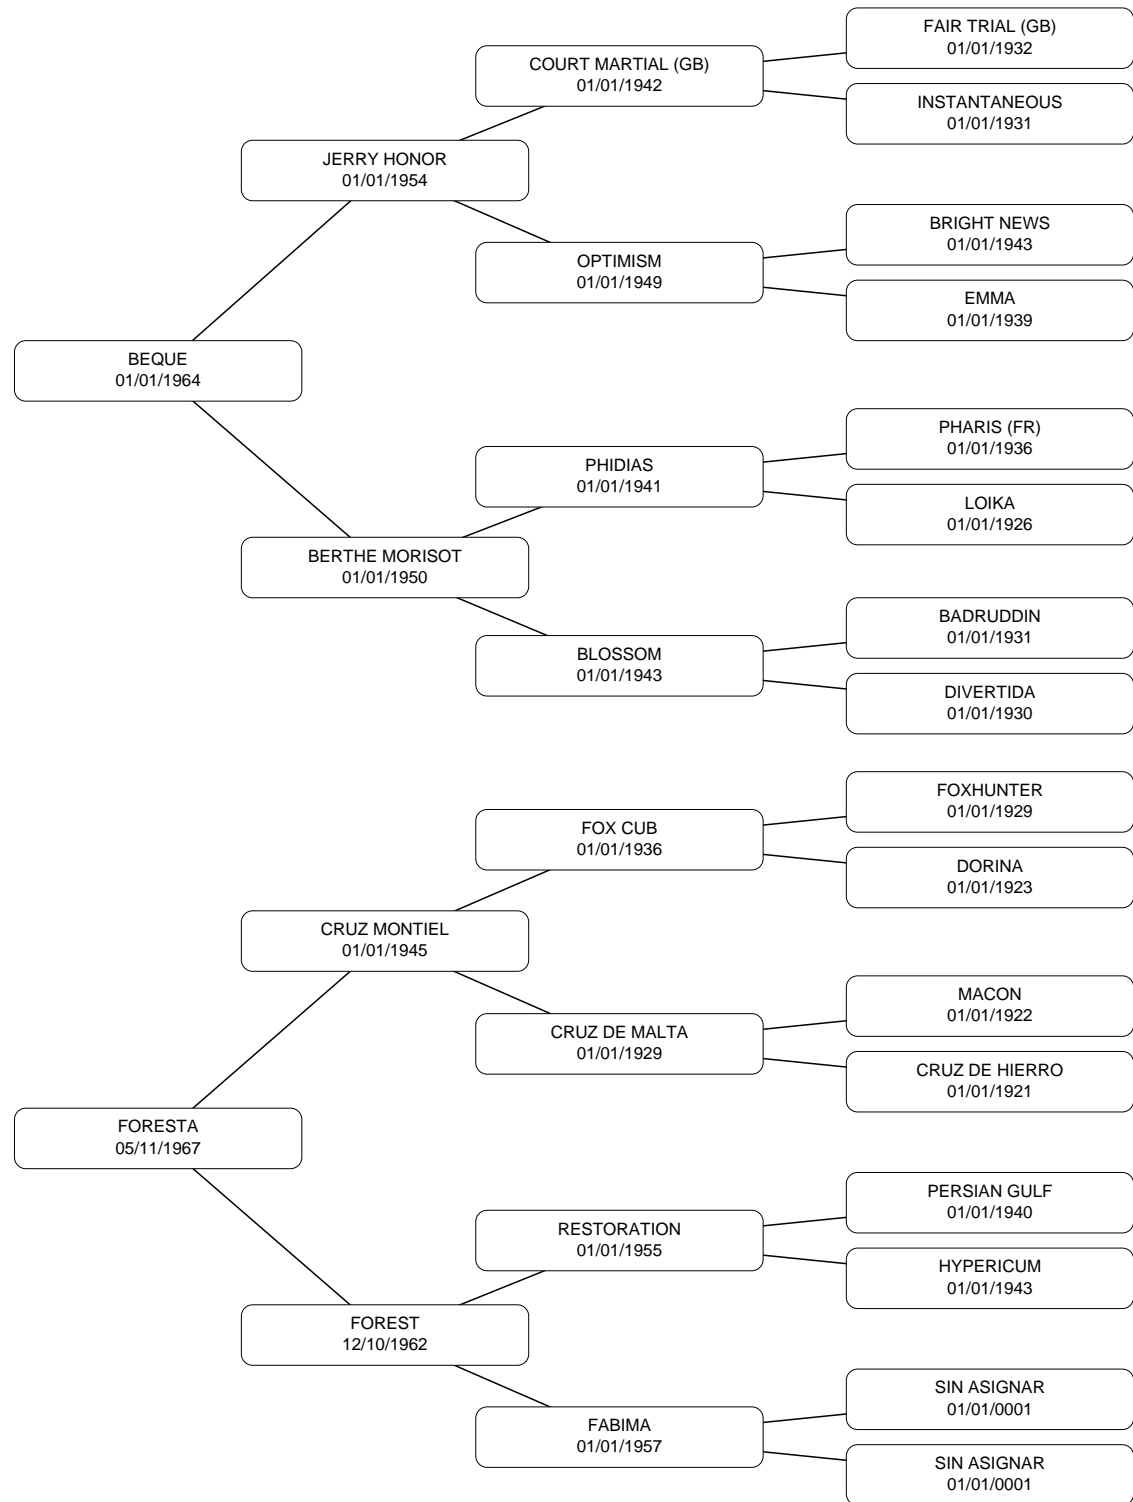 FAIR TRIAL (GB)
01/01/1932
COURT MARTIAL (GB)
01/01/1942
INSTANTANEOUS
01/01/1931
JERRY HONOR
01/01/1954
BRIGHT NEWS
01/01/1943
OPTIMISM
01/01/1949
EMMA
01/01/1939
BEQUE
01/01/1964
PHARIS (FR)
01/01/1936
PHIDIAS
01/01/1941
LOIKA
01/01/1926
BERTHE MORISOT
01/01/1950
BADRUDDIN
01/01/1931
BLOSSOM
01/01/1943
DIVERTIDA
01/01/1930
FOXHUNTER
01/01/1929
FOX CUB
01/01/1936
DORINA
01/01/1923
CRUZ MONTIEL
01/01/1945
MACON
01/01/1922
CRUZ DE MALTA
01/01/1929
CRUZ DE HIERRO
01/01/1921
FORESTA
05/11/1967
PERSIAN GULF
01/01/1940
RESTORATION
01/01/1955
HYPERICUM
01/01/1943
FOREST
12/10/1962
SIN ASIGNAR
01/01/0001
FABIMA
01/01/1957
SIN ASIGNAR
01/01/0001